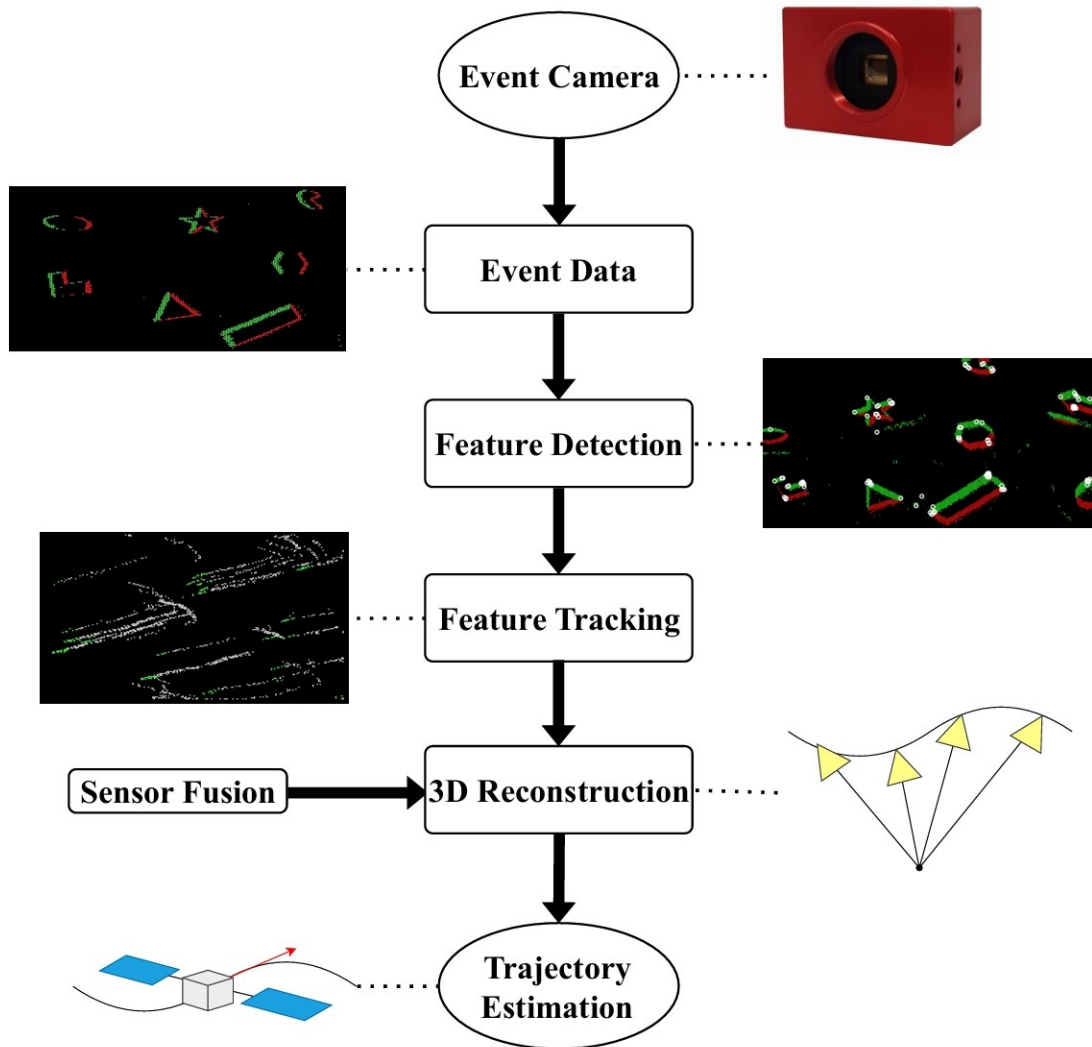 Event Camera
Event Data
Feature Detection
Feature Tracking
Sensor Fusion
3D Reconstruction
Trajectory
Estimation